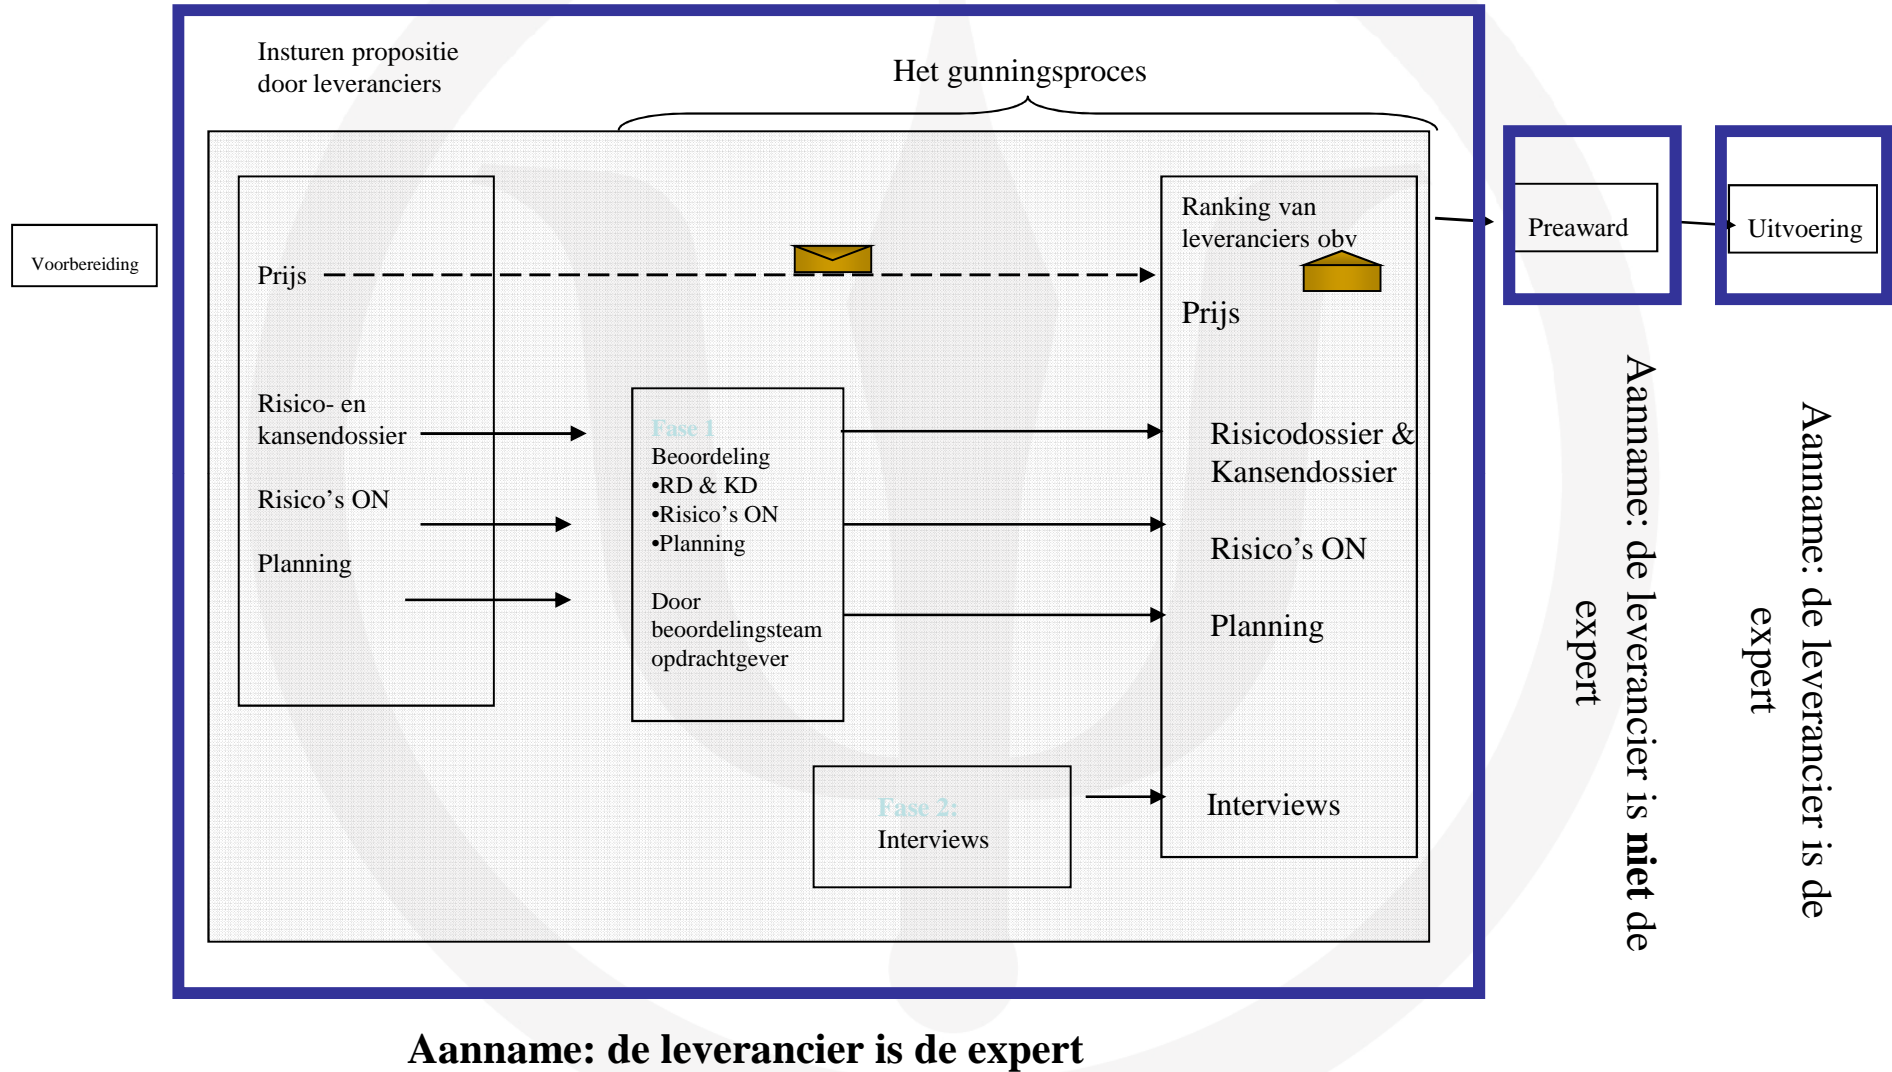 Insturen propositie
door leveranciers
Het gunningsproces
Voorbereiding
Prijs
Risico- en
kansendossier
Risico’s ON
Planning
Fase 1
Beoordeling
•RD & KD
•Risico’s ON
•Planning
Door
beoordelingsteam
opdrachtgever
Fase 2:
Interviews
Ranking van
leveranciers obv
Prijs
Risicodossier &
Kansendossier
Risico’s ON
Planning
Interviews
Preaward
Uitvoering
Aanname: de leverancier is niet de
expert
Aanname: de leverancier is de
expert
Aanname: de leverancier is de expert